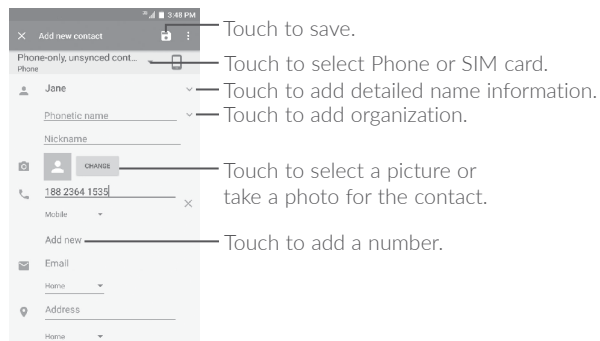 3G 3:48 PM
Add new contact
Touch to save.
Phone-only, unsynced cont...
Phone
Touch to select Phone or SIM card.
Jane
Touch to add detailed name information.
Phonetic name
Touch to add organization.
Nickname
CHANGE
Touch to select a picture or
take a photo for the contact.
188 2364 1535
Mobile
Add new
Touch to add a number.
Email
Home
Address
Home